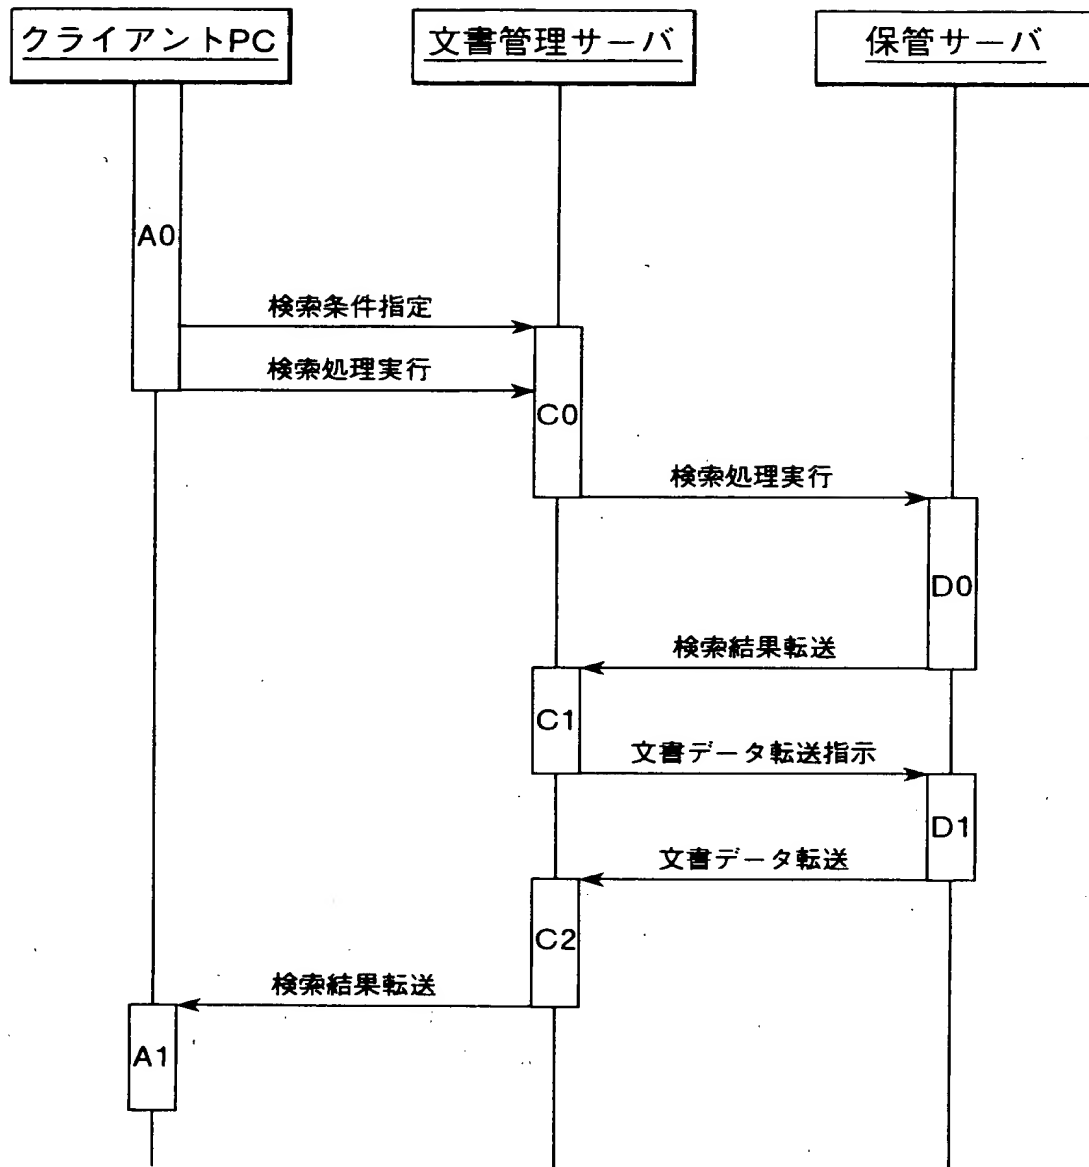 クライアントPC
文書管理サーバ
保管サーバ
A0
検索条件指定
検索処理実行
C0
検索処理実行
D0
検索結果転送
C1
文書データ転送指示
D1
文書データ転送
C2
検索結果転送
A1